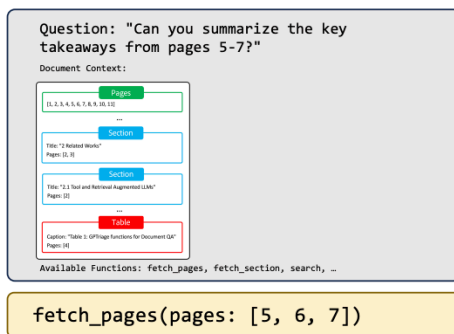 Question: "Can you summarize the key
takeaways from pages 5-7?"
Document Context:
Pages
[1, 2, 3, 4, 5, 6, 7, 8, 9, 10, 11]
...
Section
Title: "2 Related Works"
Pages: [2, 3]
Section
Title: "2.1 Tool and Retrieval Augmented LLMs"
Pages: [2]
...
Table
Caption: "Table 1: GPTriage functions for Document QA"
Pages: [4]
Available Functions: fetch_pages, fetch_section, search, …
fetch_pages(pages: [5, 6, 7])